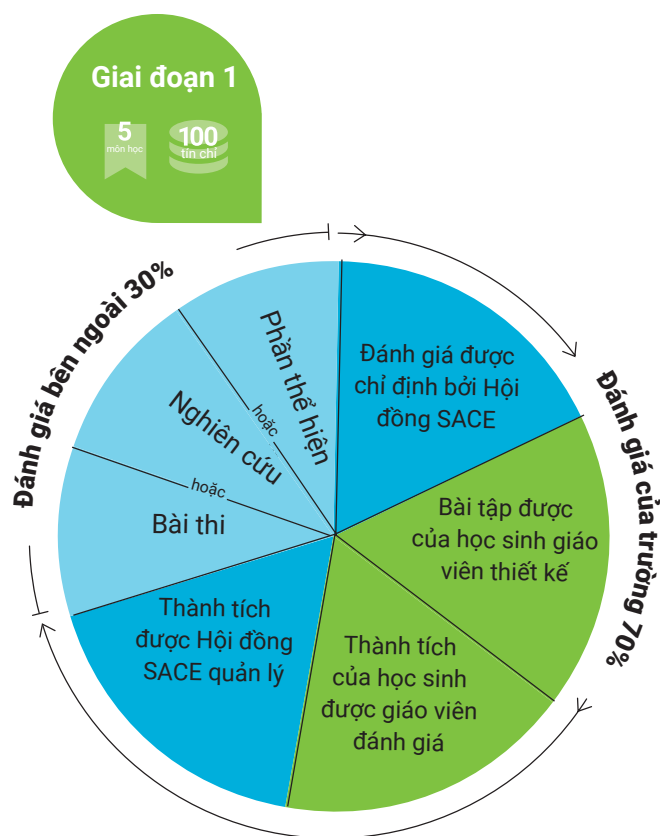 Giai đoạn 1
5
môn học
100
tín chỉ
Đánh giá bên ngoài 30%
Đánh giá của trường 70%
Đánh giá được
chỉ định bởi Hội
đồng SACE
Bài tập được
của học sinh giáo
viên thiết kế
Thành tích
của học sinh
được giáo viên
đánh giá
Thành tích
được Hội đồng
SACE quản lý
Bài thi
hoặc
Nghiên cứu
hoặc
Phần thể hiện